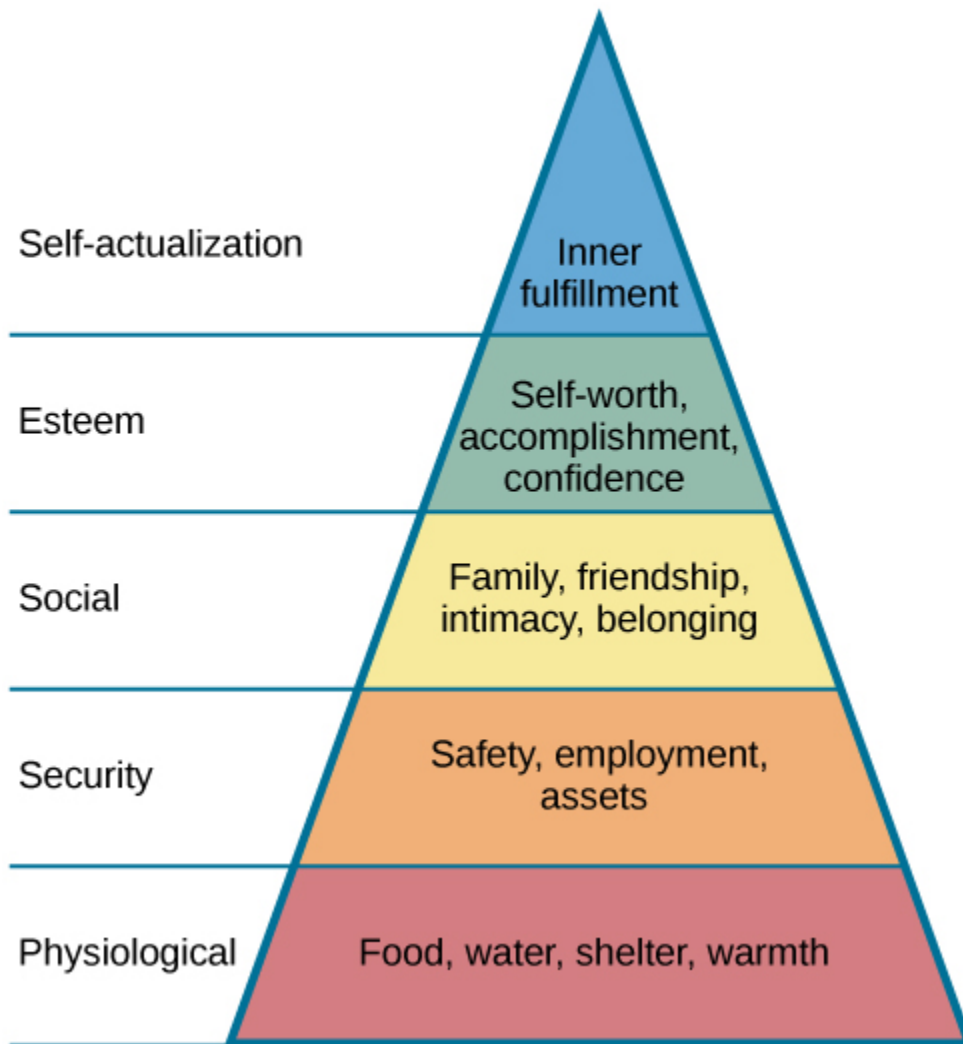 Self-actualization
Inner
fulfillment
Esteem
Self-worth,
accomplishment,
confidence
Social
Family, friendship,
intimacy, belonging
Security
Safety, employment,
assets
Physiological
Food, water, shelter, warmth